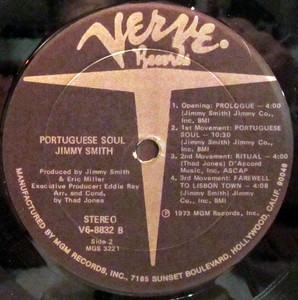 Verve
Records
PORTUGUESE SOUL
JIMMY SMITH
Produced by Jimmy Smith
& Eric Miller
Executive Producer: Eddie Ray
Arr. and Cond.
by Thad Jones
STEREO
V6-8832 B
Side 2
MGS 3221
1. Opening: PROLOGUE — 4:00
(Jimmy Smith) Jimmy Co.,
Inc. BMI
2. 1st Movement: PORTUGUESE
SOUL - 10:30
(Jimmy Smith) Jimmy Co.,
Inc, BMI
3. 2nd Movement: RITUAL — 4:00
(Thad Jones) D'Accord
Music, Inc. ASCAP
4. 3rd Movement: FAREWELL
TO LISBON TOWN — 4:08
(Jimmy Smith) Jimmy Co.,
Inc, BMI
℗ 1973 MGM Records, Inc.
MANUFACTURED BY MGM RECORDS, INC., 7165 SUNSET BOULEVARD, HOLLYWOOD, CALIF. 90046